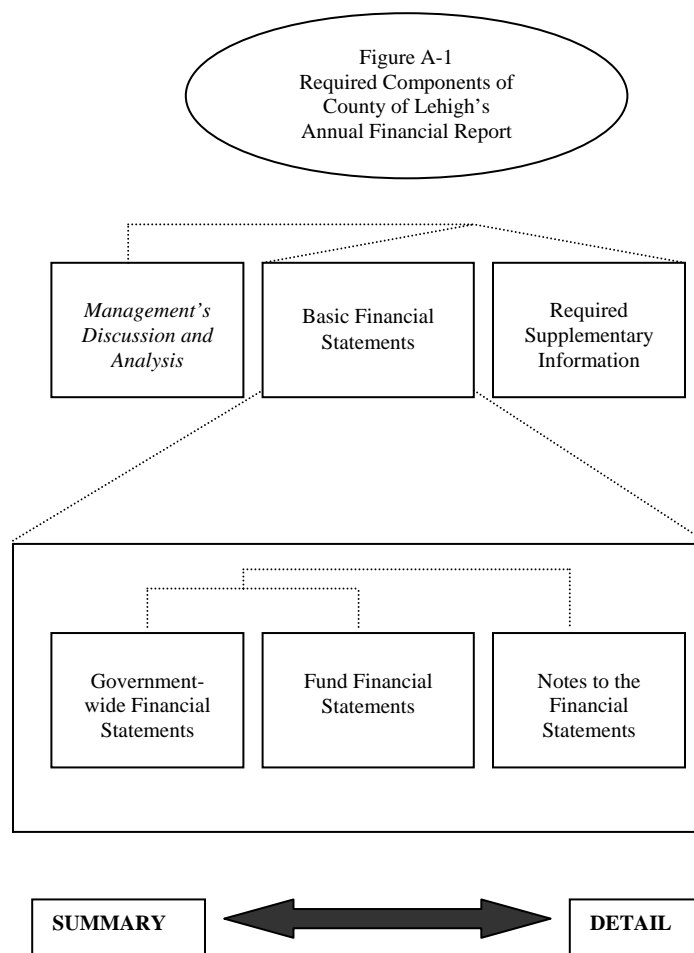 Figure A-1
Required Components of
County of Lehigh’s
Annual Financial Report
Management’s
Discussion and
Analysis
Basic Financial
Statements
Required
Supplementary
Information
Government-
wide Financial
Statements
Fund Financial
Statements
Notes to the
Financial
Statements
SUMMARY
DETAIL